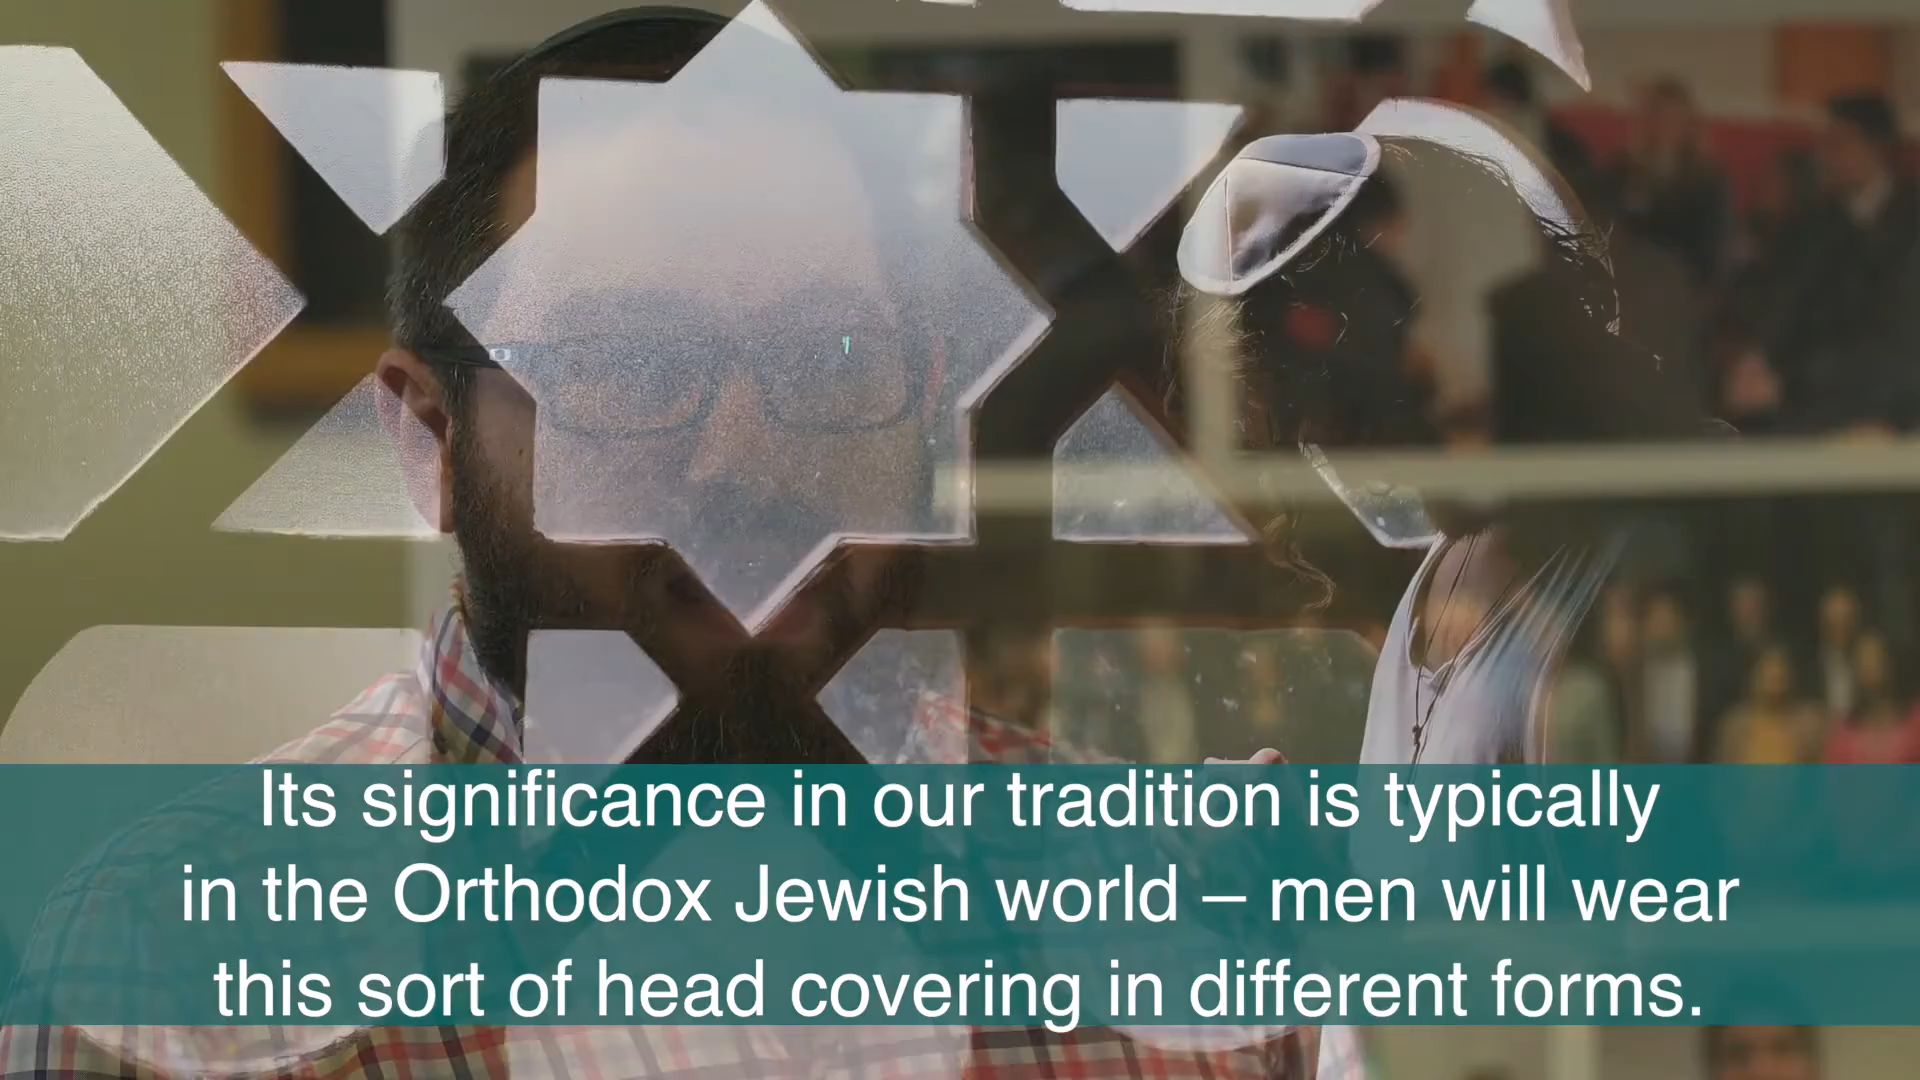 Its significance in our tradition is typically
in the Orthodox Jewish world – men will wear
this sort of head covering in different forms.